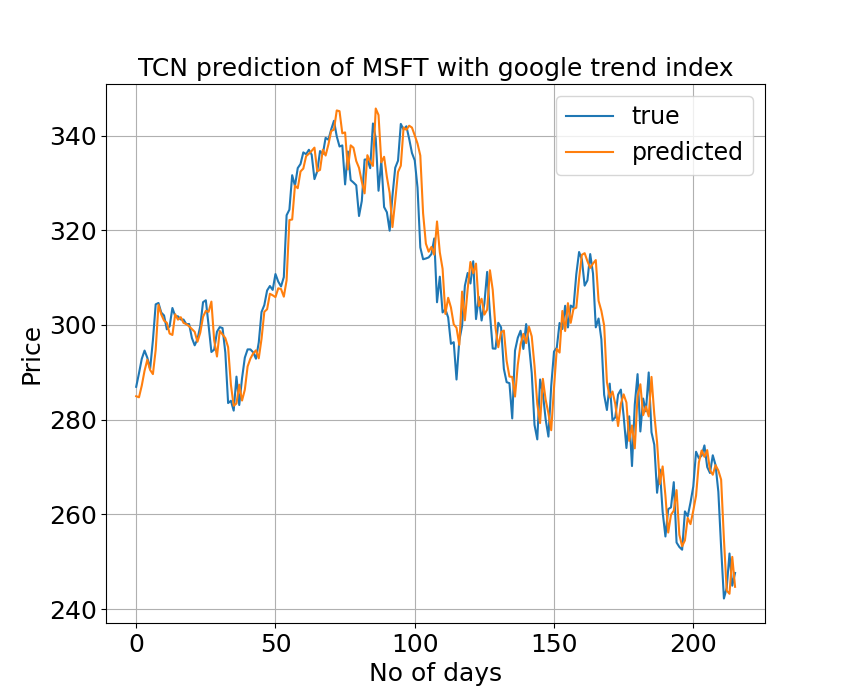 TCN prediction of MSFT with google trend index
true
predicted
Price
340
320
300
280
260
240
0 50 100 150 200
No of days